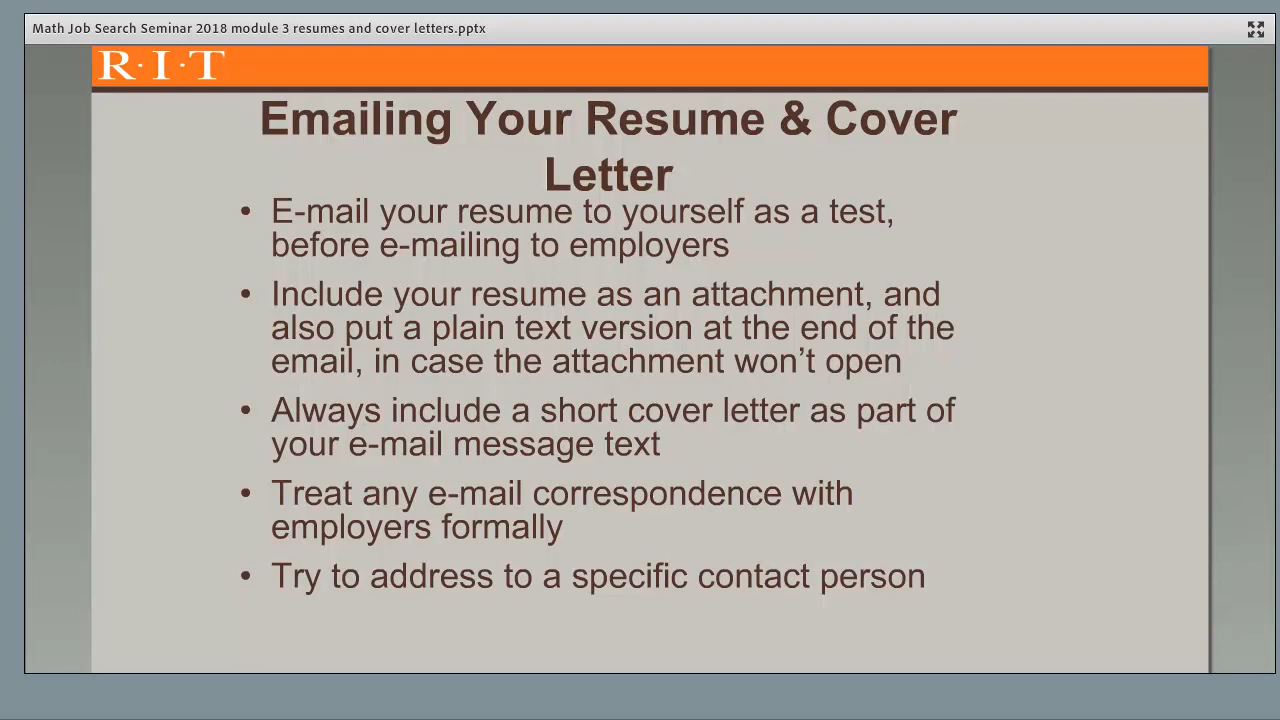 Math Job Search Seminar 2018 module 3 resumes and cover letters.pptx
R·I·T
Emailing Your Resume & Cover
Letter
• E-mail your resume to yourself as a test,
before e-mailing to employers
• Include your resume as an attachment, and
also put a plain text version at the end of the
email, in case the attachment won’t open
• Always include a short cover letter as part of
your e-mail message text
• Treat any e-mail correspondence with
employers formally
• Try to address to a specific contact person